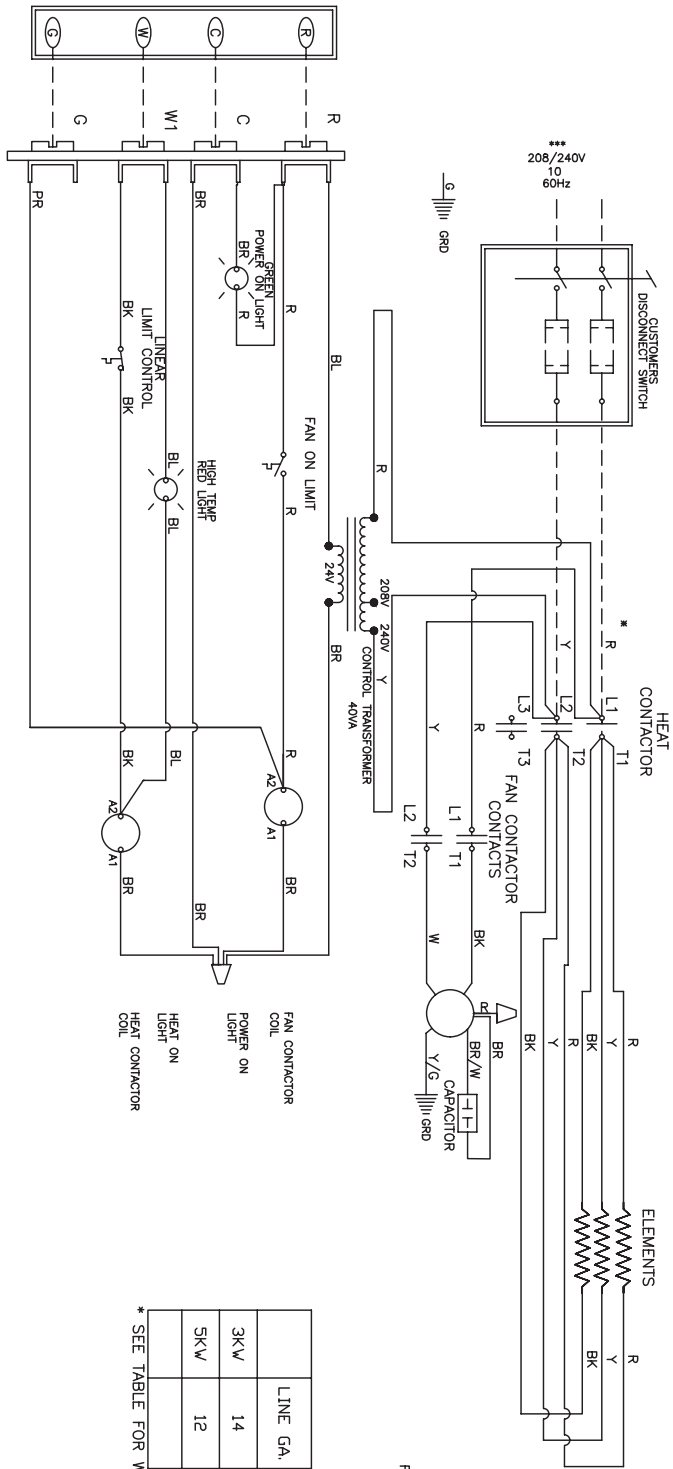 ***
208/240V
10
60Hz
CUSTOMERS
DISCONNECT SWITCH
G
GRD
*
R
Y
HEAT
CONTACTOR
L1
T1
L2
T2
L3
T3
R
Y
BK
R
Y
BK
ELEMENTS
R
Y
BK
R
Y
FAN CONTACTOR
CONTACTS
L1
T1
L2
T2
BK
W
R
BR
BR/W
Y/G
CAPACITOR
GRD
R
208V
240V
Y
24V
CONTROL TRANSFORMER
40VA
R
C
W
G
R
C
W1
G
BL
BR
R
FAN ON LIMIT
R
R
A2
A1
BR
BR
GREEN
POWER ON LIGHT
R
BR
BR
HIGH TEMP
RED LIGHT
BL
BL
BL
BK
LINEAR
LIMIT CONTROL
BK
BK
A2
A1
BR
PR
FAN CONTACTOR
COIL
POWER ON
LIGHT
HEAT ON
LIGHT
HEAT CONTACTOR
COIL
LINE GA.
3KW 14
5KW 12
* SEE TABLE FOR